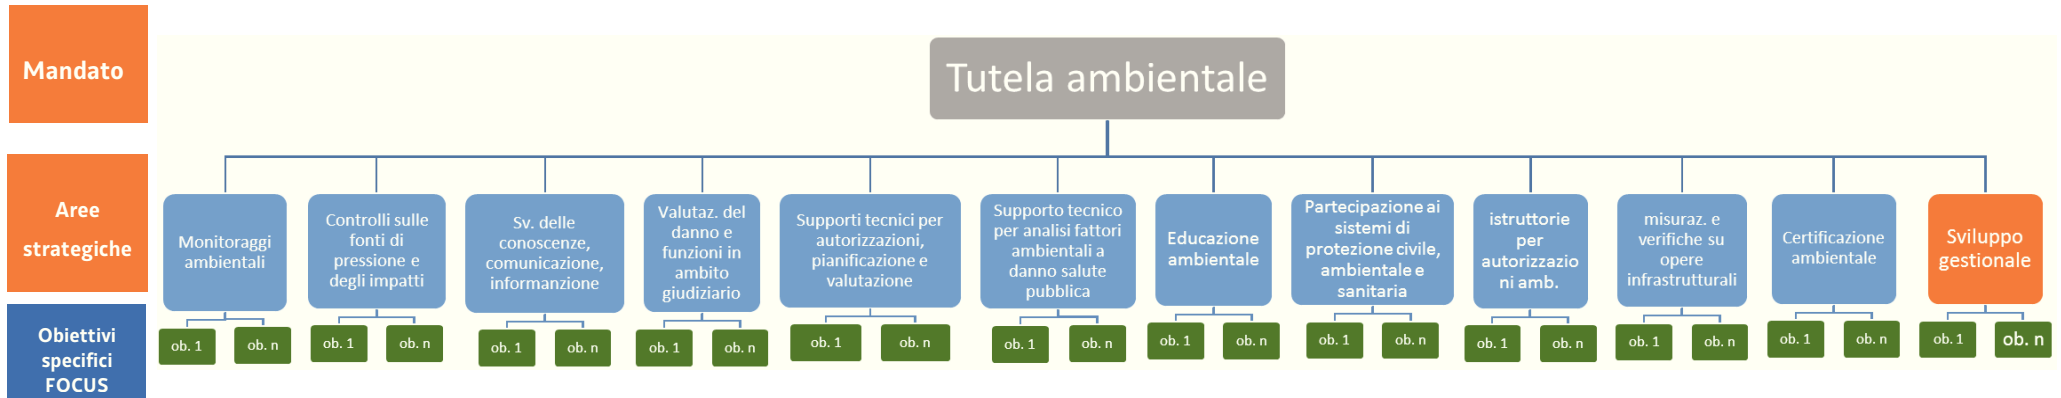 Mandato
Tutela ambientale
Aree
strategiche
Monitoraggi
ambientali
Controlli sulle
fonti di
pressione e
degli impatti
Sv. delle
conoscenze,
comunicazione,
informanzione
Valutaz. del
danno e
funzioni in
ambito
giudiziario
Supporti tecnici per
autorizzazioni,
pianificazione e
valutazione
Supporto tecnico
per analisi fattori
ambientali a
danno salute
pubblica
Educazione
ambientale
Partecipazione ai
sistemi di
protezione civile,
ambientale e
sanitaria
istruttorie
per
autorizzazio
ni amb.
misuraz. e
verifiche su
opere
infrastrutturali
Certificazione
ambientale
Sviluppo
gestionale
Obiettivi
specifici
FOCUS
ob. 1
ob. n
ob. 1
ob. n
ob. 1
ob. n
ob. 1
ob. n
ob. 1
ob. n
ob. 1
ob. n
ob. 1
ob. n
ob. 1
ob. n
ob. 1
ob. n
ob. 1
ob. n
ob. 1
ob. n
ob. 1
ob. n